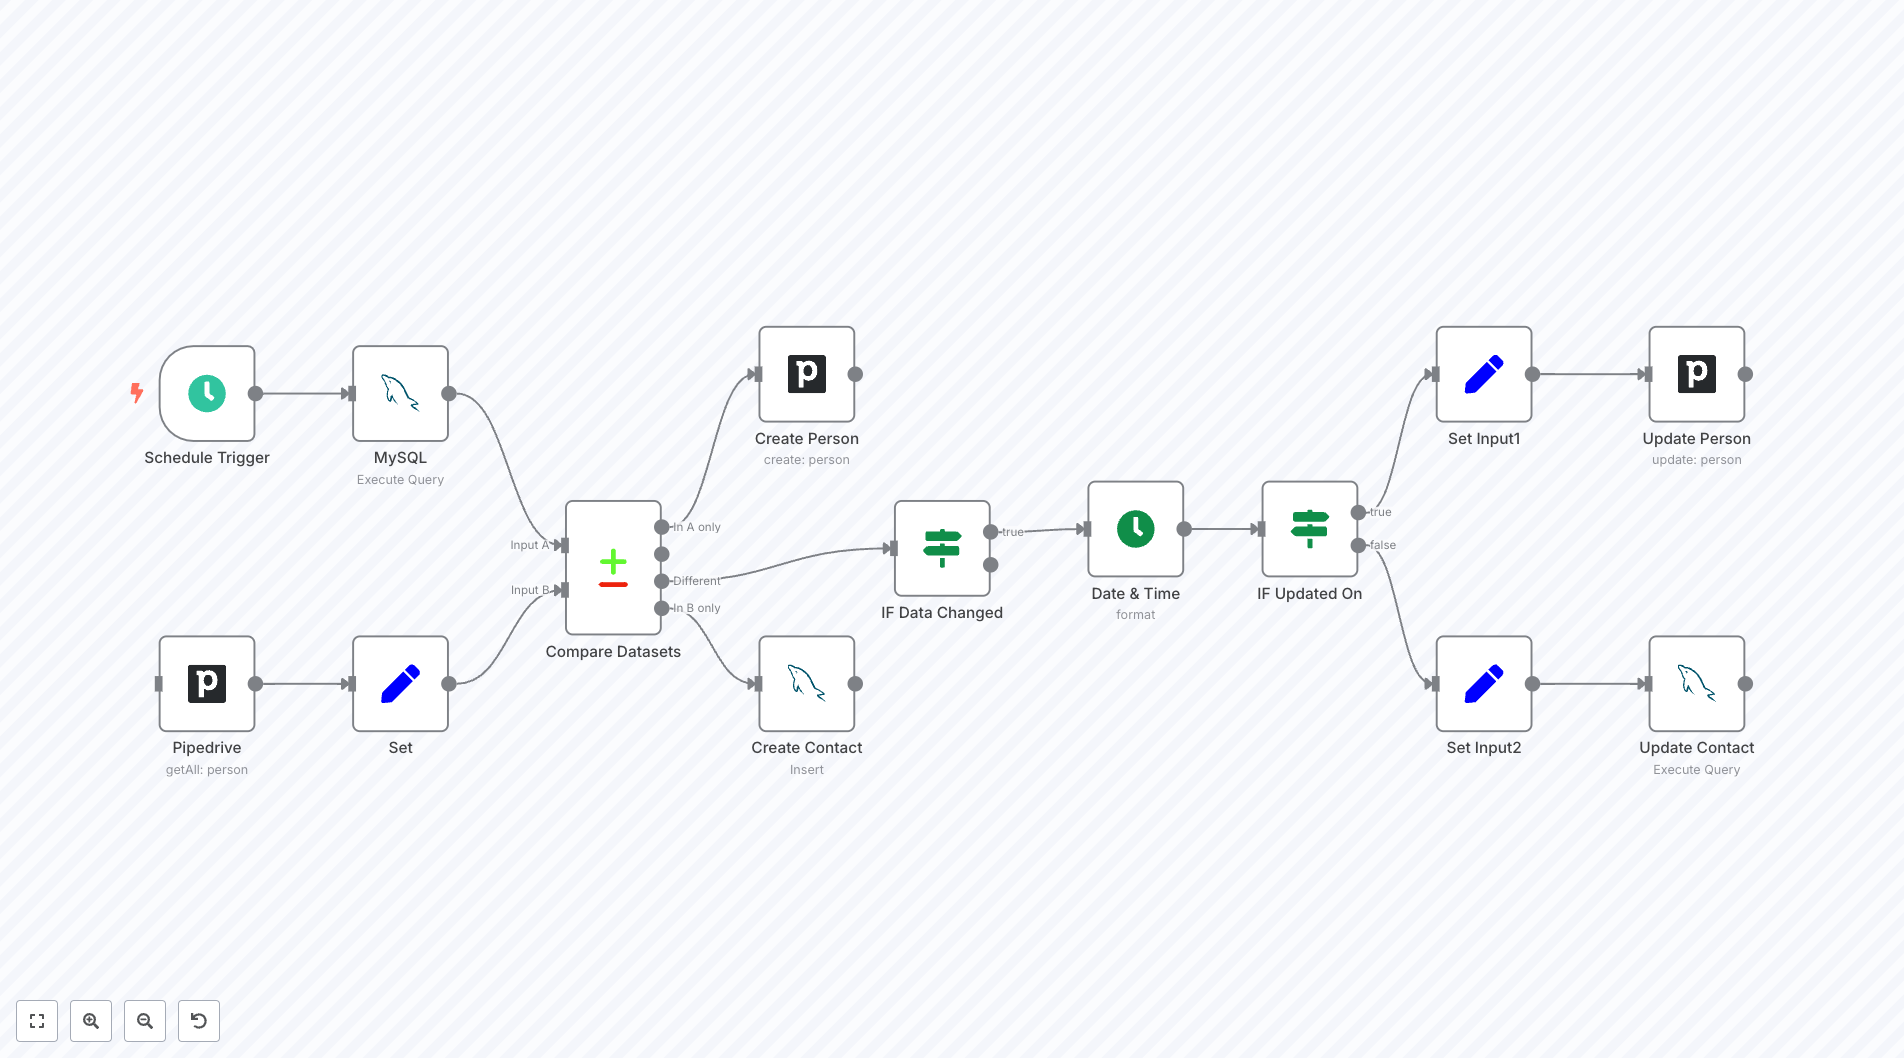 Schedule Trigger
MySQL
Execute Query
Pipedrive
getAll: person
Set
Input A
Input B
Compare Datasets
In A only
Different
In B only
Create Person
create: person
Create Contact
Insert
IF Data Changed
true
Date & Time
format
IF Updated On
true
false
Set Input1
Update Person
update: person
Set Input2
Update Contact
Execute Query